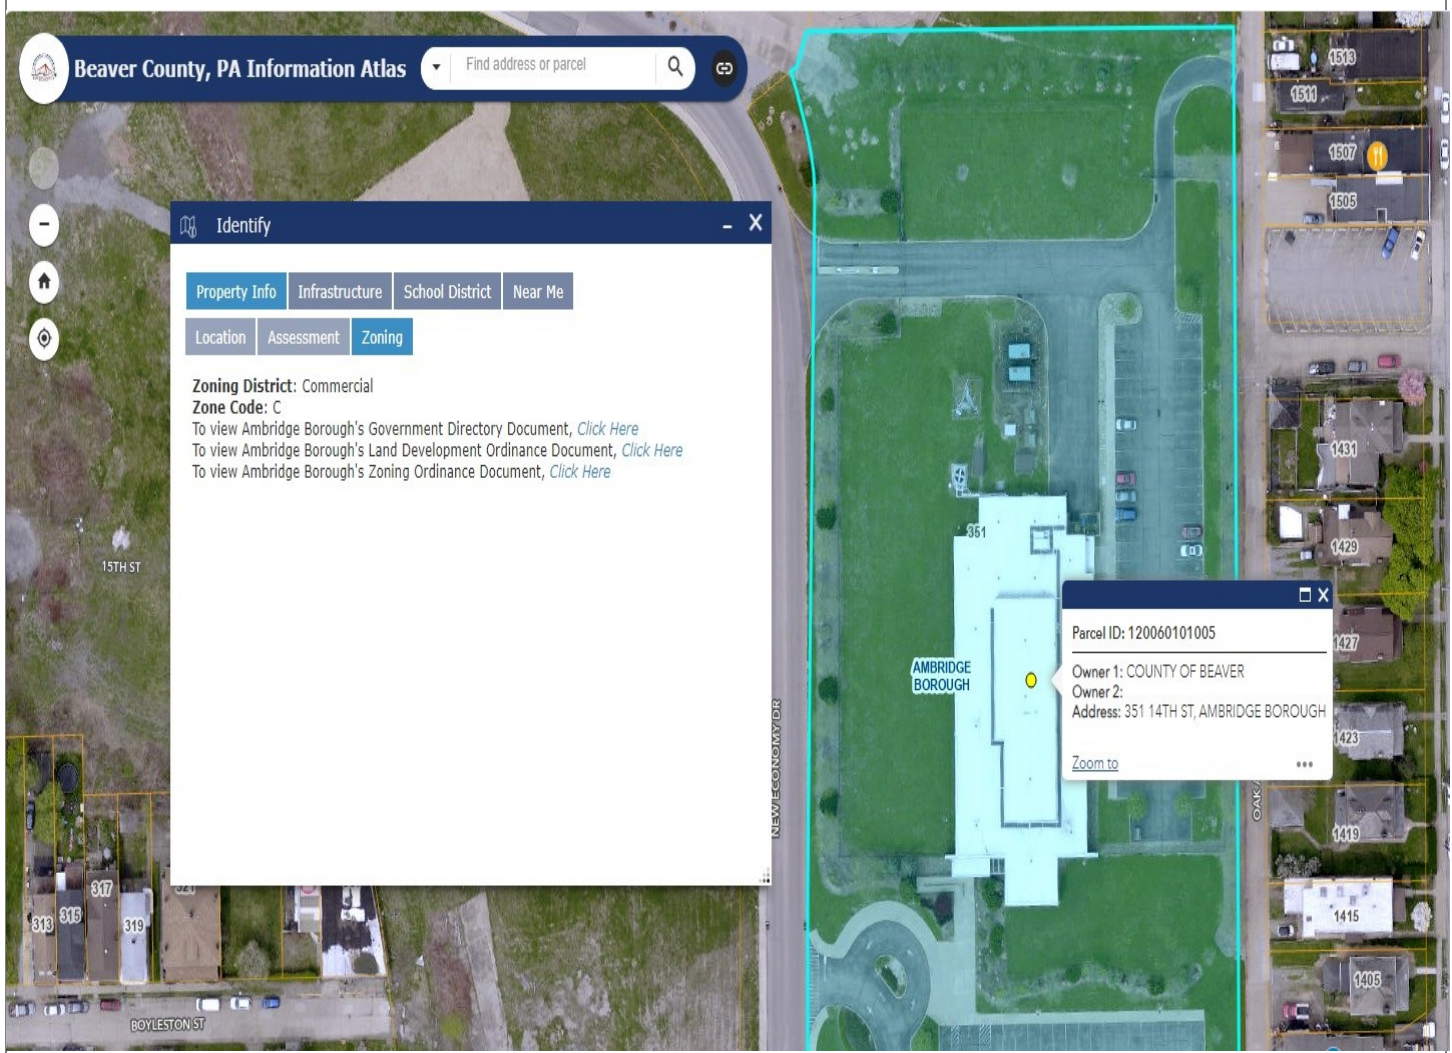 Beaver County, PA Information Atlas
Find address or parcel
Identify
Property Info Infrastructure School District Near Me
Location Assessment Zoning
Zoning District: Commercial
Zone Code: C
To view Ambridge Borough's Government Directory Document, Click Here
To view Ambridge Borough's Land Development Ordinance Document, Click Here
To view Ambridge Borough's Zoning Ordinance Document, Click Here
15TH ST
313
315
317
319
BOYLESTON ST
NEW ECONOMY DR
351
AMBRIDGE
BOROUGH
Parcel ID: 120060101005
Owner 1: COUNTY OF BEAVER
Owner 2:
Address: 351 14TH ST, AMBRIDGE BOROUGH
Zoom to
OAK
1513
1511
1507
1505
1431
1429
1427
1423
1419
1415
1405